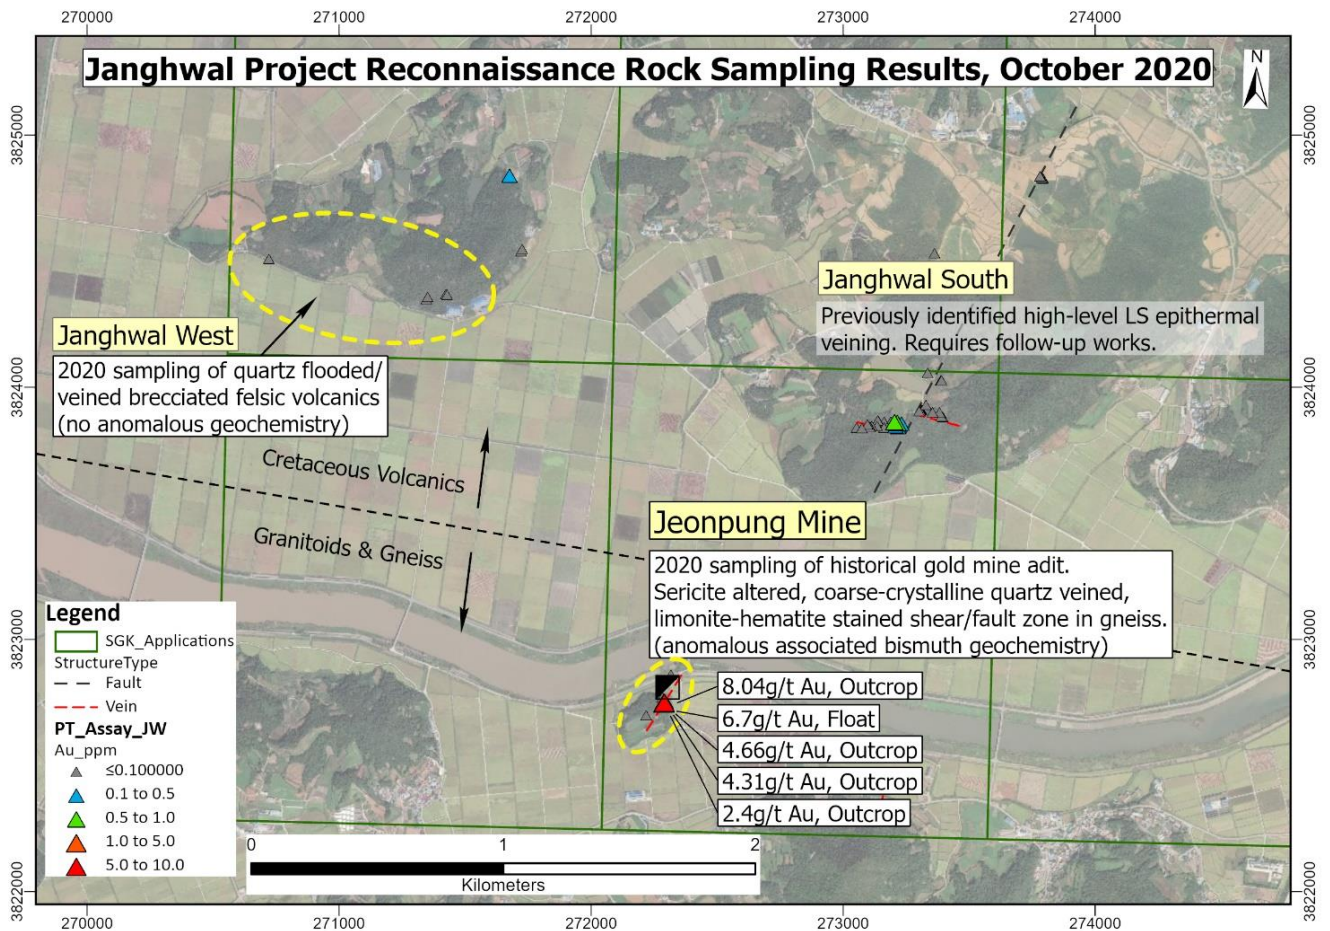 270000
271000
272000
273000
274000
Janghwal Project Reconnaissance Rock Sampling Results, October 2020
N
3825000
3825000
Janghwal South
Previously identified high-level LS epithermal
veining. Requires follow-up works.
Janghwal West
2020 sampling of quartz flooded/
veined brecciated felsic volcanics
(no anomalous geochemistry)
3824000
3824000
Cretaceous Volcanics
Granitoids & Gneiss
Jeonpung Mine
2020 sampling of historical gold mine adit.
Sericite altered, coarse-crystalline quartz veined,
limonite-hematite stained shear/fault zone in gneiss.
(anomalous associated bismuth geochemistry)
3823000
3823000
8.04g/t Au, Outcrop
6.7g/t Au, Float
4.66g/t Au, Outcrop
4.31g/t Au, Outcrop
2.4g/t Au, Outcrop
Legend
SGK_Applications
StructureType
Fault
Vein
PT_Assay_JW
Au_ppm
≤0.100000
0.1 to 0.5
0.5 to 1.0
1.0 to 5.0
5.0 to 10.0
0
1
2
Kilometers
3822000
3822000
270000
271000
272000
273000
274000